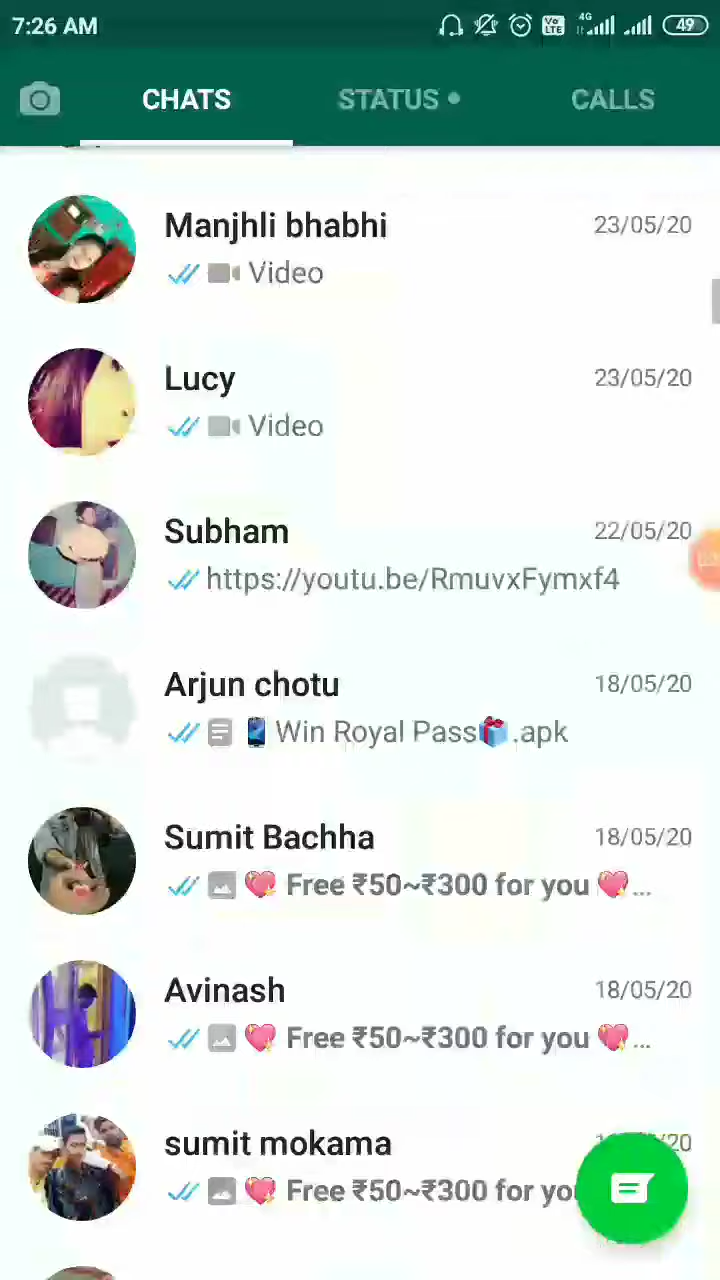 7:26 AM
Vo LTE 4G 49
CHATS STATUS CALLS
Manjhli bhabhi 23/05/20
Video
Lucy 23/05/20
Video
Subham 22/05/20
https://youtu.be/RmuvxFymxf4
Arjun chotu 18/05/20
📱Win Royal Pass🎁.apk
Sumit Bachha 18/05/20
💖 Free ₹50~₹300 for you 💖...
Avinash 18/05/20
💖 Free ₹50~₹300 for you 💖...
sumit mokama
💖 Free ₹50~₹300 for